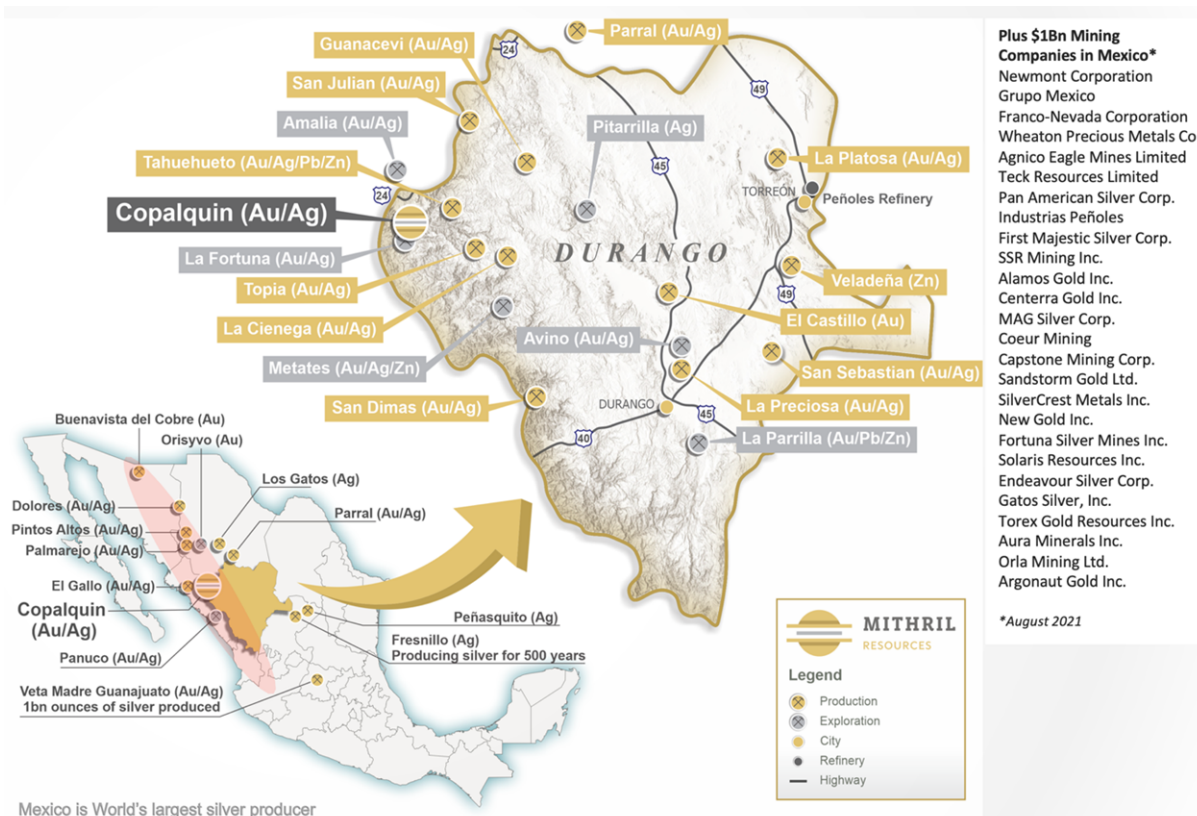 Guanacevi (Au/Ag)
24
Parral (Au/Ag)
San Julian (Au/Ag)
49
Amalia (Au/Ag)
Pitarrilla (Ag)
Tahuehueto (Au/Ag/Pb/Zn)
45
La Platosa (Au/Ag)
24
TORREÓN
Peñoles Refinery
Copalquin (Au/Ag)
DURANGO
La Fortuna (Au/Ag)
Topia (Au/Ag)
Veladeña (Zn)
49
La Cienega (Au/Ag)
El Castillo (Au)
Avino (Au/Ag)
Metates (Au/Ag/Zn)
San Sebastian (Au/Ag)
San Dimas (Au/Ag)
DURANGO
La Preciosa (Au/Ag)
45
40
La Parrilla (Au/Pb/Zn)
Buenavista del Cobre (Au)
Orisyvo (Au)
Los Gatos (Ag)
Dolores (Au/Ag)
Parral (Au/Ag)
Pintos Altos (Au/Ag)
Palmarejo (Au/Ag)
El Gallo (Au/Ag)
Copalquin
(Au/Ag)
Peñasquito (Ag)
Fresnillo (Ag)
Producing silver for 500 years
Panuco (Au/Ag)
Veta Madre Guanajuato (Au/Ag)
1bn ounces of silver produced
Mexico is World's largest silver producer
MITHRIL
RESOURCES
Legend
Production
Exploration
City
Refinery
Highway
Plus $1Bn Mining
Companies in Mexico*
Newmont Corporation
Grupo Mexico
Franco-Nevada Corporation
Wheaton Precious Metals Co
Agnico Eagle Mines Limited
Teck Resources Limited
Pan American Silver Corp.
Industrias Peñoles
First Majestic Silver Corp.
SSR Mining Inc.
Alamos Gold Inc.
Centerra Gold Inc.
MAG Silver Corp.
Coeur Mining
Capstone Mining Corp.
Sandstorm Gold Ltd.
SilverCrest Metals Inc.
New Gold Inc.
Fortuna Silver Mines Inc.
Solaris Resources Inc.
Endeavour Silver Corp.
Gatos Silver, Inc.
Torex Gold Resources Inc.
Aura Minerals Inc.
Orla Mining Ltd.
Argonaut Gold Inc.
*August 2021